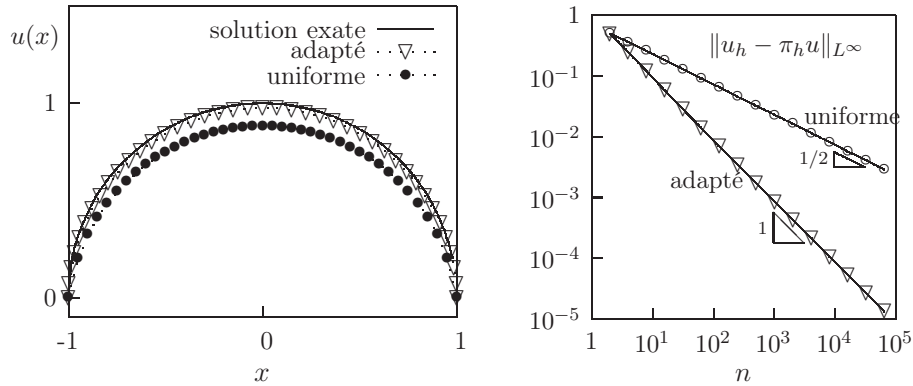 u(x)
solution exate
adapté
uniforme
1
0
-1
0
1
x
1
10^{-1}
10^{-2}
10^{-3}
10^{-4}
10^{-5}
‖u_h − π_h u‖_{L^∞}
uniforme
1/2
adapté
1
1
10^1
10^2
10^3
10^4
10^5
n